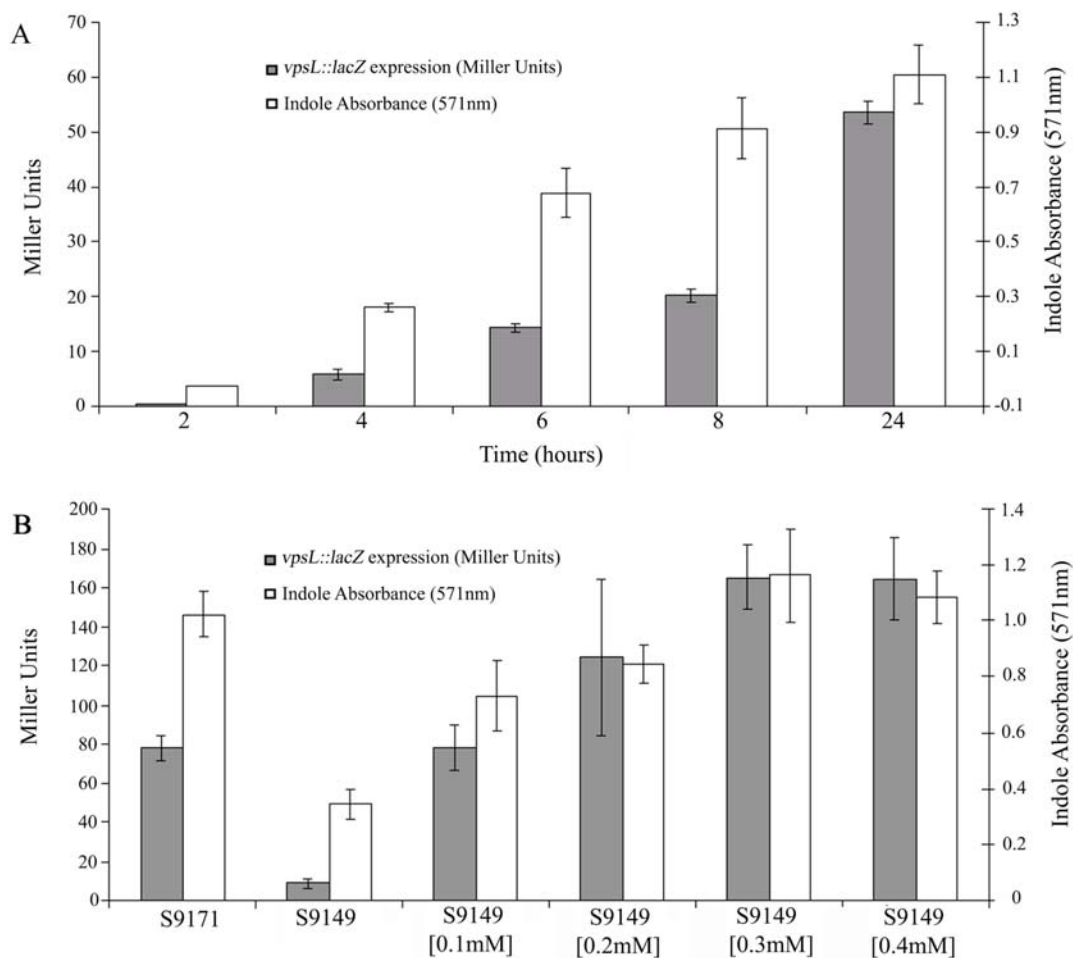 A
70
60
50
40
30
20
10
0
Miller Units
vpsL::lacZ expression (Miller Units)
Indole Absorbance (571nm)
1.3
1.1
0.9
0.7
0.5
0.3
0.1
-0.1
Indole Absorbance (571nm)
2 4 6 8 24
Time (hours)
B
200
180
160
140
120
100
80
60
40
20
0
Miller Units
vpsL::lacZ expression (Miller Units)
Indole Absorbance (571nm)
1.4
1.2
1.0
0.8
0.6
0.4
0.2
0
Indole Absorbance (571nm)
S9171 S9149 S9149 S9149 S9149 S9149
[0.1mM] [0.2mM] [0.3mM] [0.4mM]